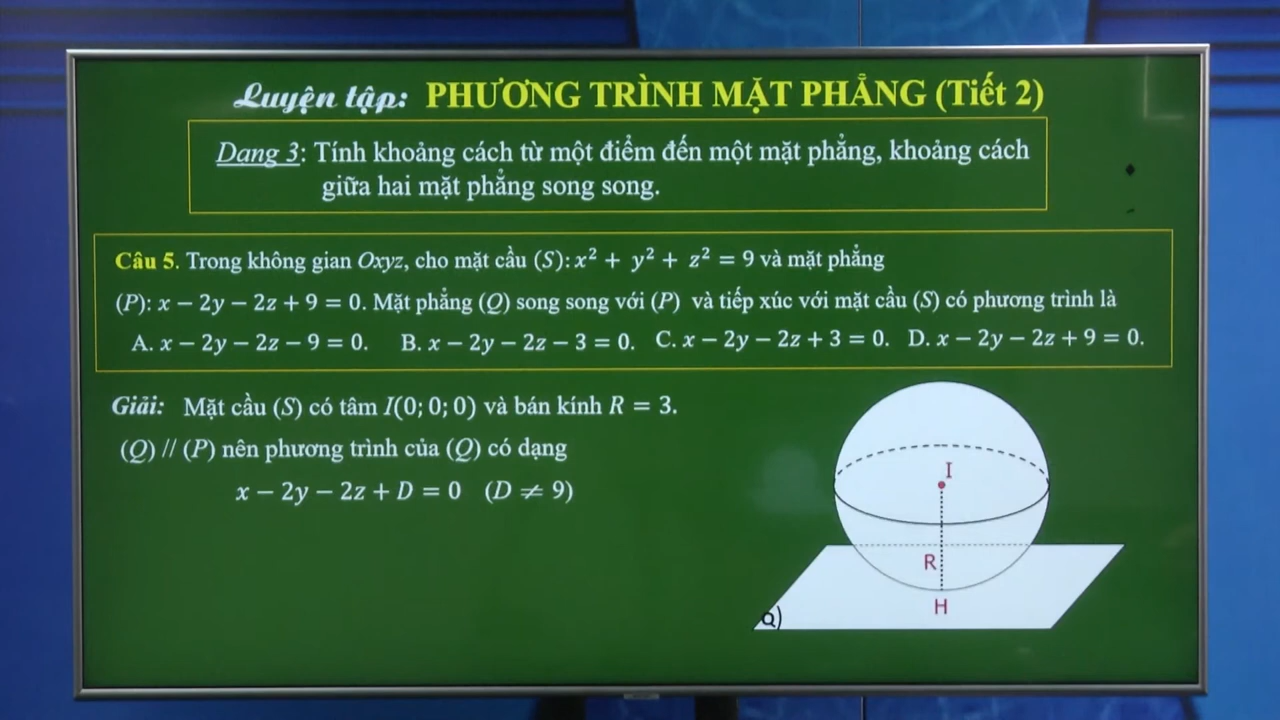 Luyện tập: PHƯƠNG TRÌNH MẶT PHẲNG (Tiết 2)
Dạng 3: Tính khoảng cách từ một điểm đến một mặt phẳng, khoảng cách
giữa hai mặt phẳng song song.
Câu 5. Trong không gian Oxyz, cho mặt cầu (S): x² + y² + z² = 9 và mặt phẳng
(P): x − 2y − 2z + 9 = 0. Mặt phẳng (Q) song song với (P) và tiếp xúc với mặt cầu (S) có phương trình là
A. x − 2y − 2z − 9 = 0. B. x − 2y − 2z − 3 = 0. C. x − 2y − 2z + 3 = 0. D. x − 2y − 2z + 9 = 0.
Giải: Mặt cầu (S) có tâm I(0; 0; 0) và bán kính R = 3.
(Q) // (P) nên phương trình của (Q) có dạng
x − 2y − 2z + D = 0 (D ≠ 9)
I
R
H
Q)